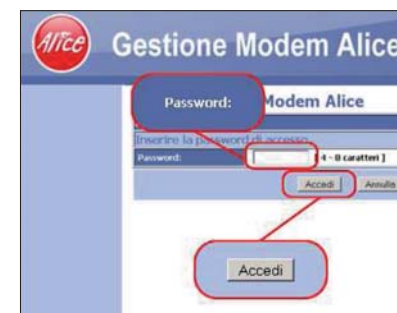 Alice
Gestione Modem Alice
Password:
Modem Alice
Inserire la password di accesso
Password:
[ 4 - 8 caratteri ]
Accedi
Annulla
Accedi